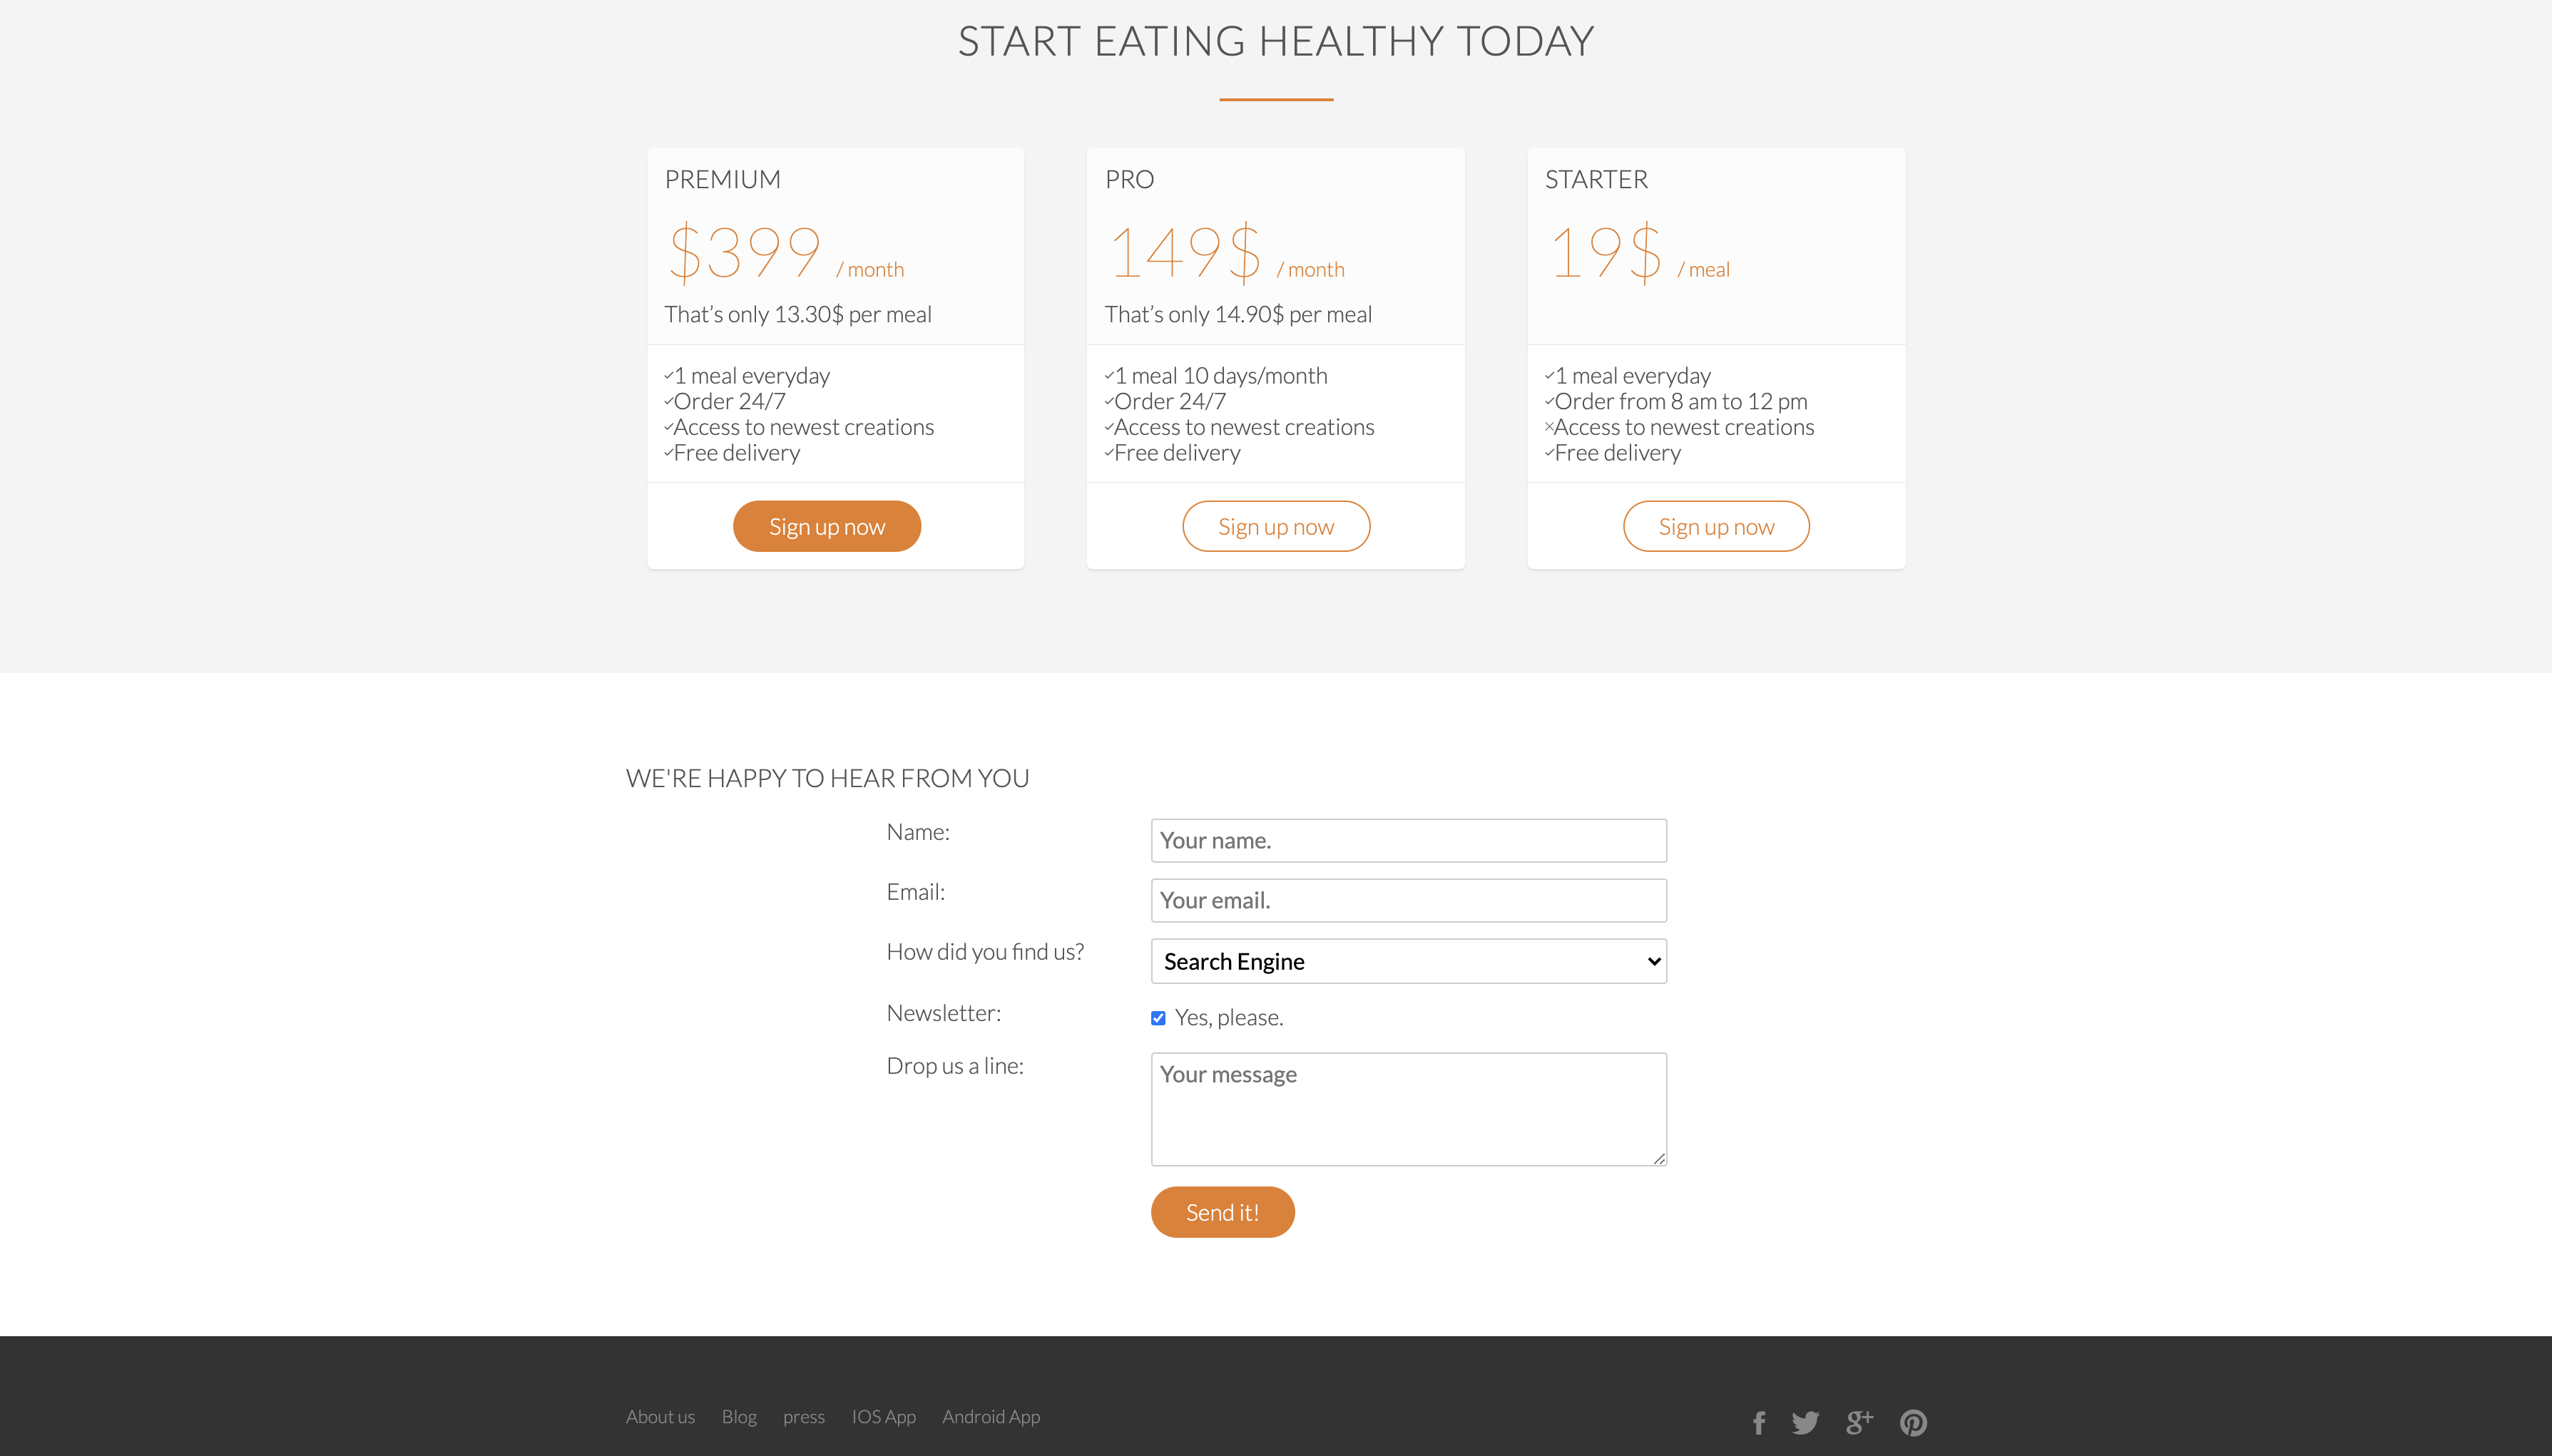 START EATING HEALTHY TODAY
PREMIUM
$399 / month
That’s only 13.30$ per meal
1 meal everyday
Order 24/7
Access to newest creations
Free delivery
Sign up now
PRO
149$ / month
That’s only 14.90$ per meal
1 meal 10 days/month
Order 24/7
Access to newest creations
Free delivery
Sign up now
STARTER
19$ / meal
1 meal everyday
Order from 8 am to 12 pm
Access to newest creations
Free delivery
Sign up now
WE'RE HAPPY TO HEAR FROM YOU
Name:
Your name.
Email:
Your email.
How did you find us?
Search Engine
Newsletter:
Yes, please.
Drop us a line:
Your message
Send it!
About us Blog press IOS App Android App